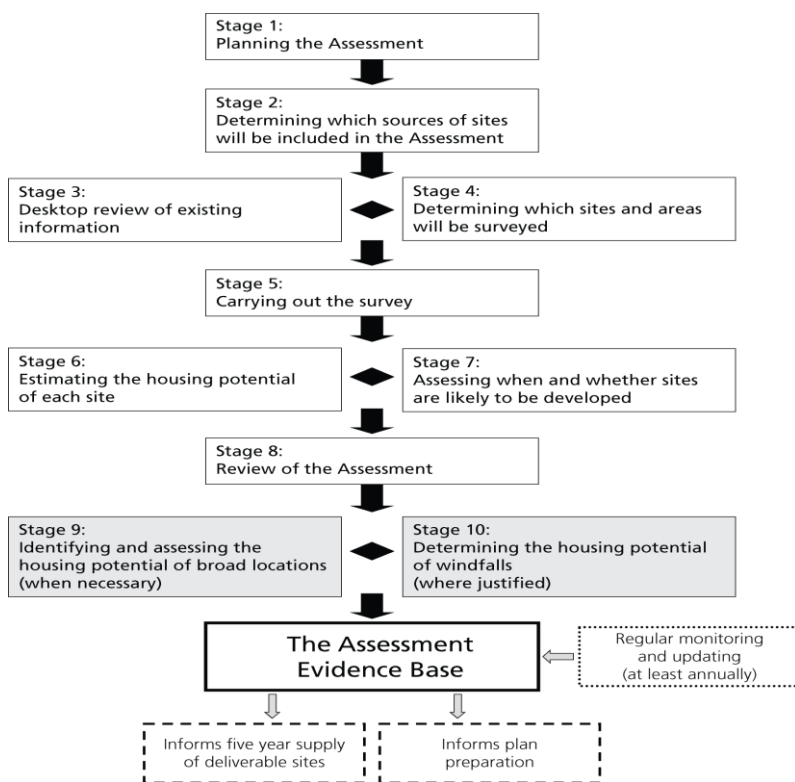 Stage 1:
Planning the Assessment
Stage 2:
Determining which sources of sites
will be included in the Assessment
Stage 3:
Desktop review of existing
information
Stage 4:
Determining which sites and areas
will be surveyed
Stage 5:
Carrying out the survey
Stage 6:
Estimating the housing potential
of each site
Stage 7:
Assessing when and whether sites
are likely to be developed
Stage 8:
Review of the Assessment
Stage 9:
Identifying and assessing the
housing potential of broad locations
(when necessary)
Stage 10:
Determining the housing potential
of windfalls
(where justified)
The Assessment
Evidence Base
Regular monitoring
and updating
(at least annually)
Informs five year supply
of deliverable sites
Informs plan
preparation